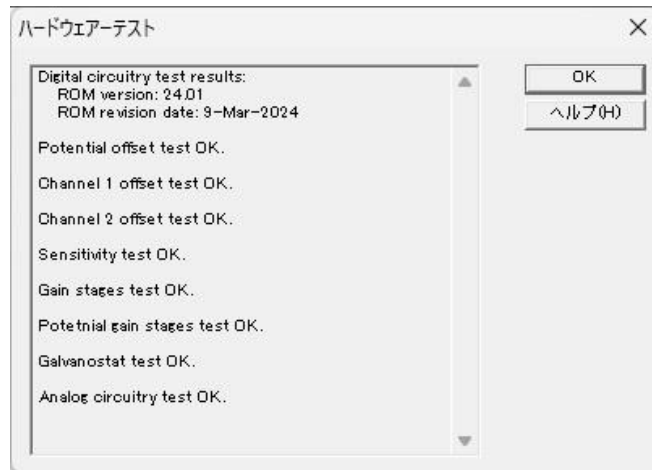 ハードウェアーテスト
Digital circuitry test results:
ROM version: 24.01
ROM revision date: 9-Mar-2024
Potential offset test OK.
Channel 1 offset test OK.
Channel 2 offset test OK.
Sensitivity test OK.
Gain stages test OK.
Potetnial gain stages test OK.
Galvanostat test OK.
Analog circuitry test OK.
OK
ヘルプ(H)